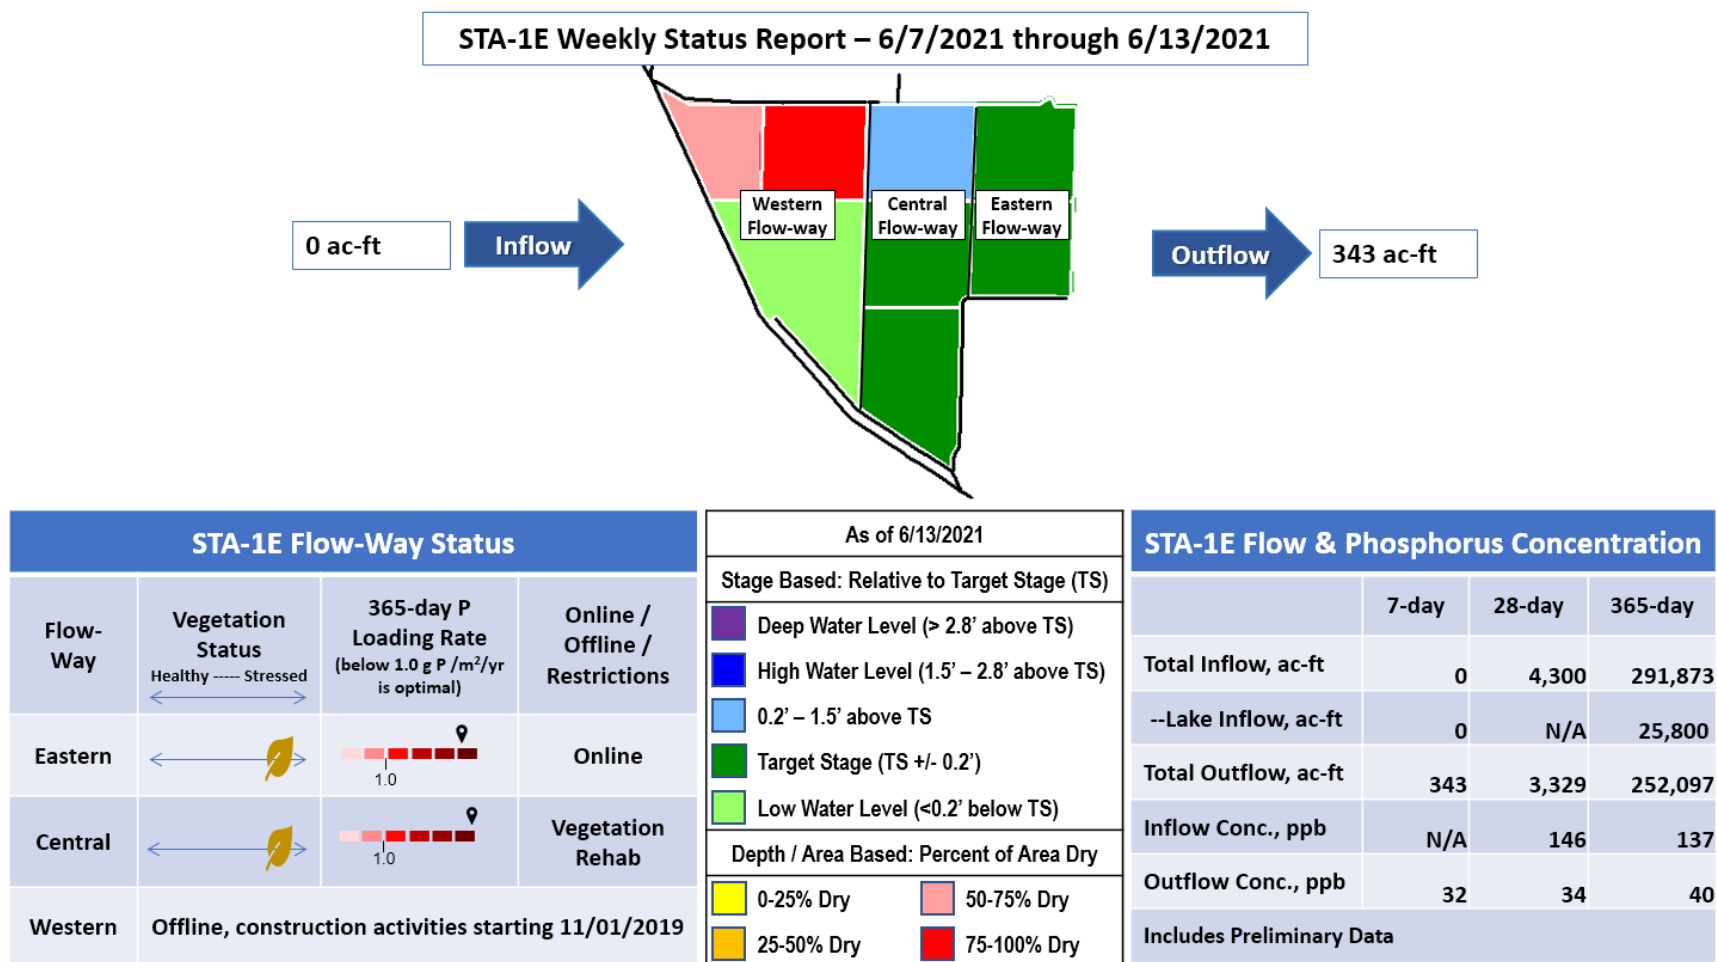 STA-1E Weekly Status Report – 6/7/2021 through 6/13/2021
0 ac-ft
Inflow
Western
Flow-way
Central
Flow-way
Eastern
Flow-way
Outflow
343 ac-ft
STA-1E Flow-Way Status
Flow-
Way
Vegetation
Status
Healthy ----- Stressed
365-day P
Loading Rate
(below 1.0 g P /m²/yr
is optimal)
Online /
Offline /
Restrictions
Eastern
1.0
Online
Central
1.0
Vegetation
Rehab
Western
Offline, construction activities starting 11/01/2019
As of 6/13/2021
Stage Based: Relative to Target Stage (TS)
Deep Water Level (> 2.8’ above TS)
High Water Level (1.5’ – 2.8’ above TS)
0.2’ – 1.5’ above TS
Target Stage (TS +/- 0.2’)
Low Water Level (<0.2’ below TS)
Depth / Area Based: Percent of Area Dry
0-25% Dry
50-75% Dry
25-50% Dry
75-100% Dry
STA-1E Flow & Phosphorus Concentration
7-day 28-day 365-day
Total Inflow, ac-ft 0 4,300 291,873
--Lake Inflow, ac-ft 0 N/A 25,800
Total Outflow, ac-ft 343 3,329 252,097
Inflow Conc., ppb N/A 146 137
Outflow Conc., ppb 32 34 40
Includes Preliminary Data